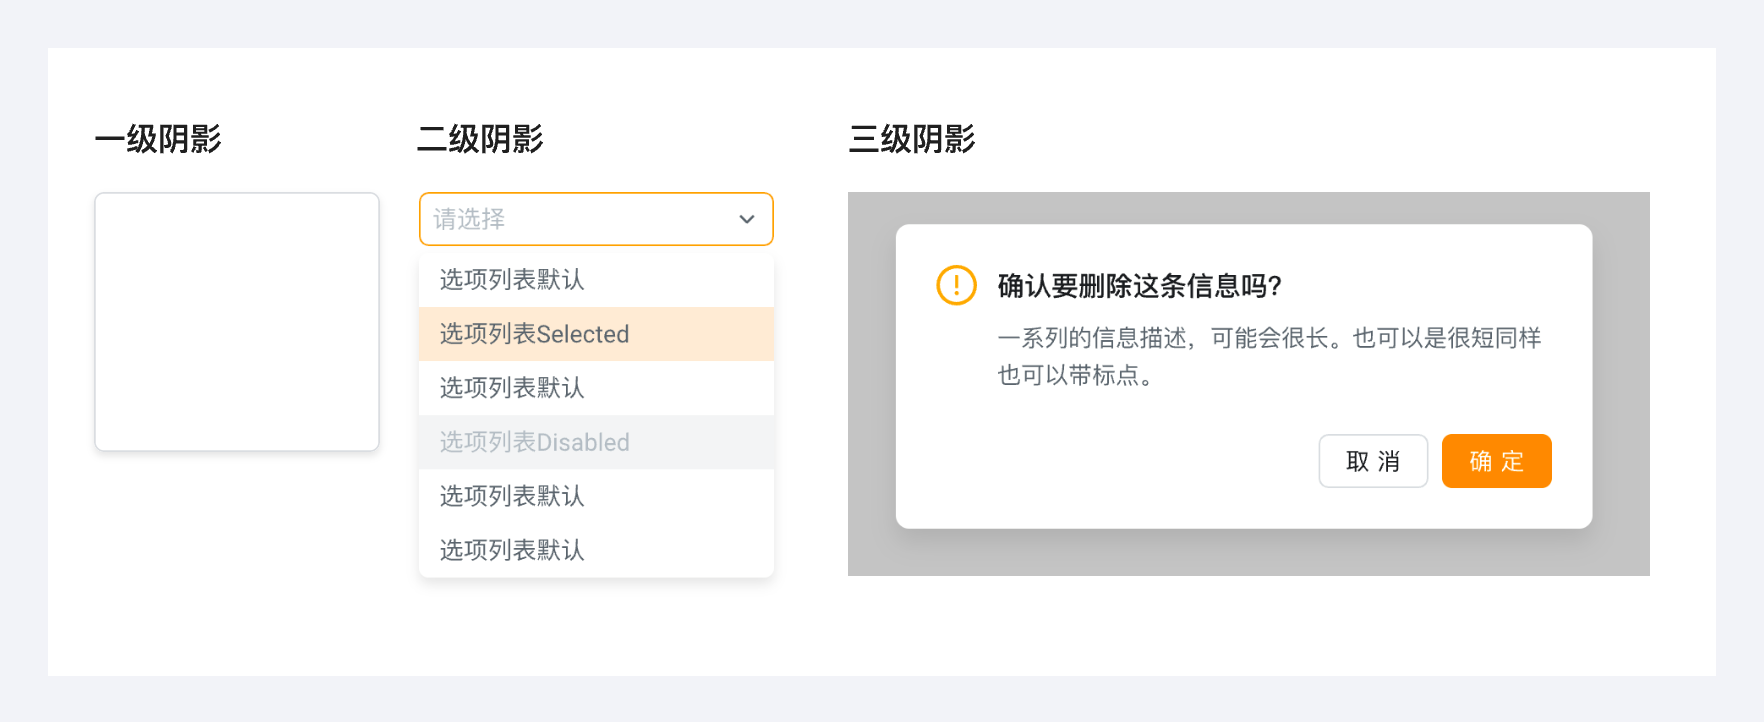 一级阴影
二级阴影
三级阴影
请选择
选项列表默认
选项列表Selected
选项列表默认
选项列表Disabled
选项列表默认
选项列表默认
确认要删除这条信息吗?
一系列的信息描述，可能会很长。也可以是很短同样
也可以带标点。
取 消
确 定